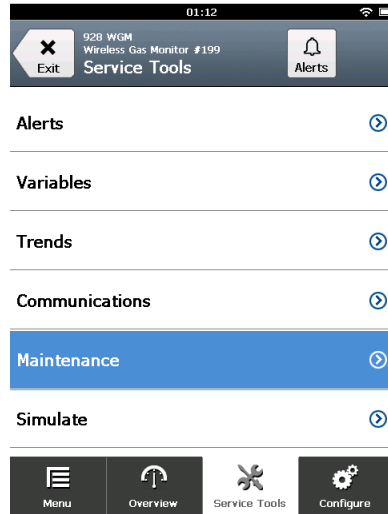 01:12
928 WGM
Wireless Gas Monitor #199
Exit
Service Tools
Alerts
Alerts
Variables
Trends
Communications
Maintenance
Simulate
Menu
Overview
Service Tools
Configure